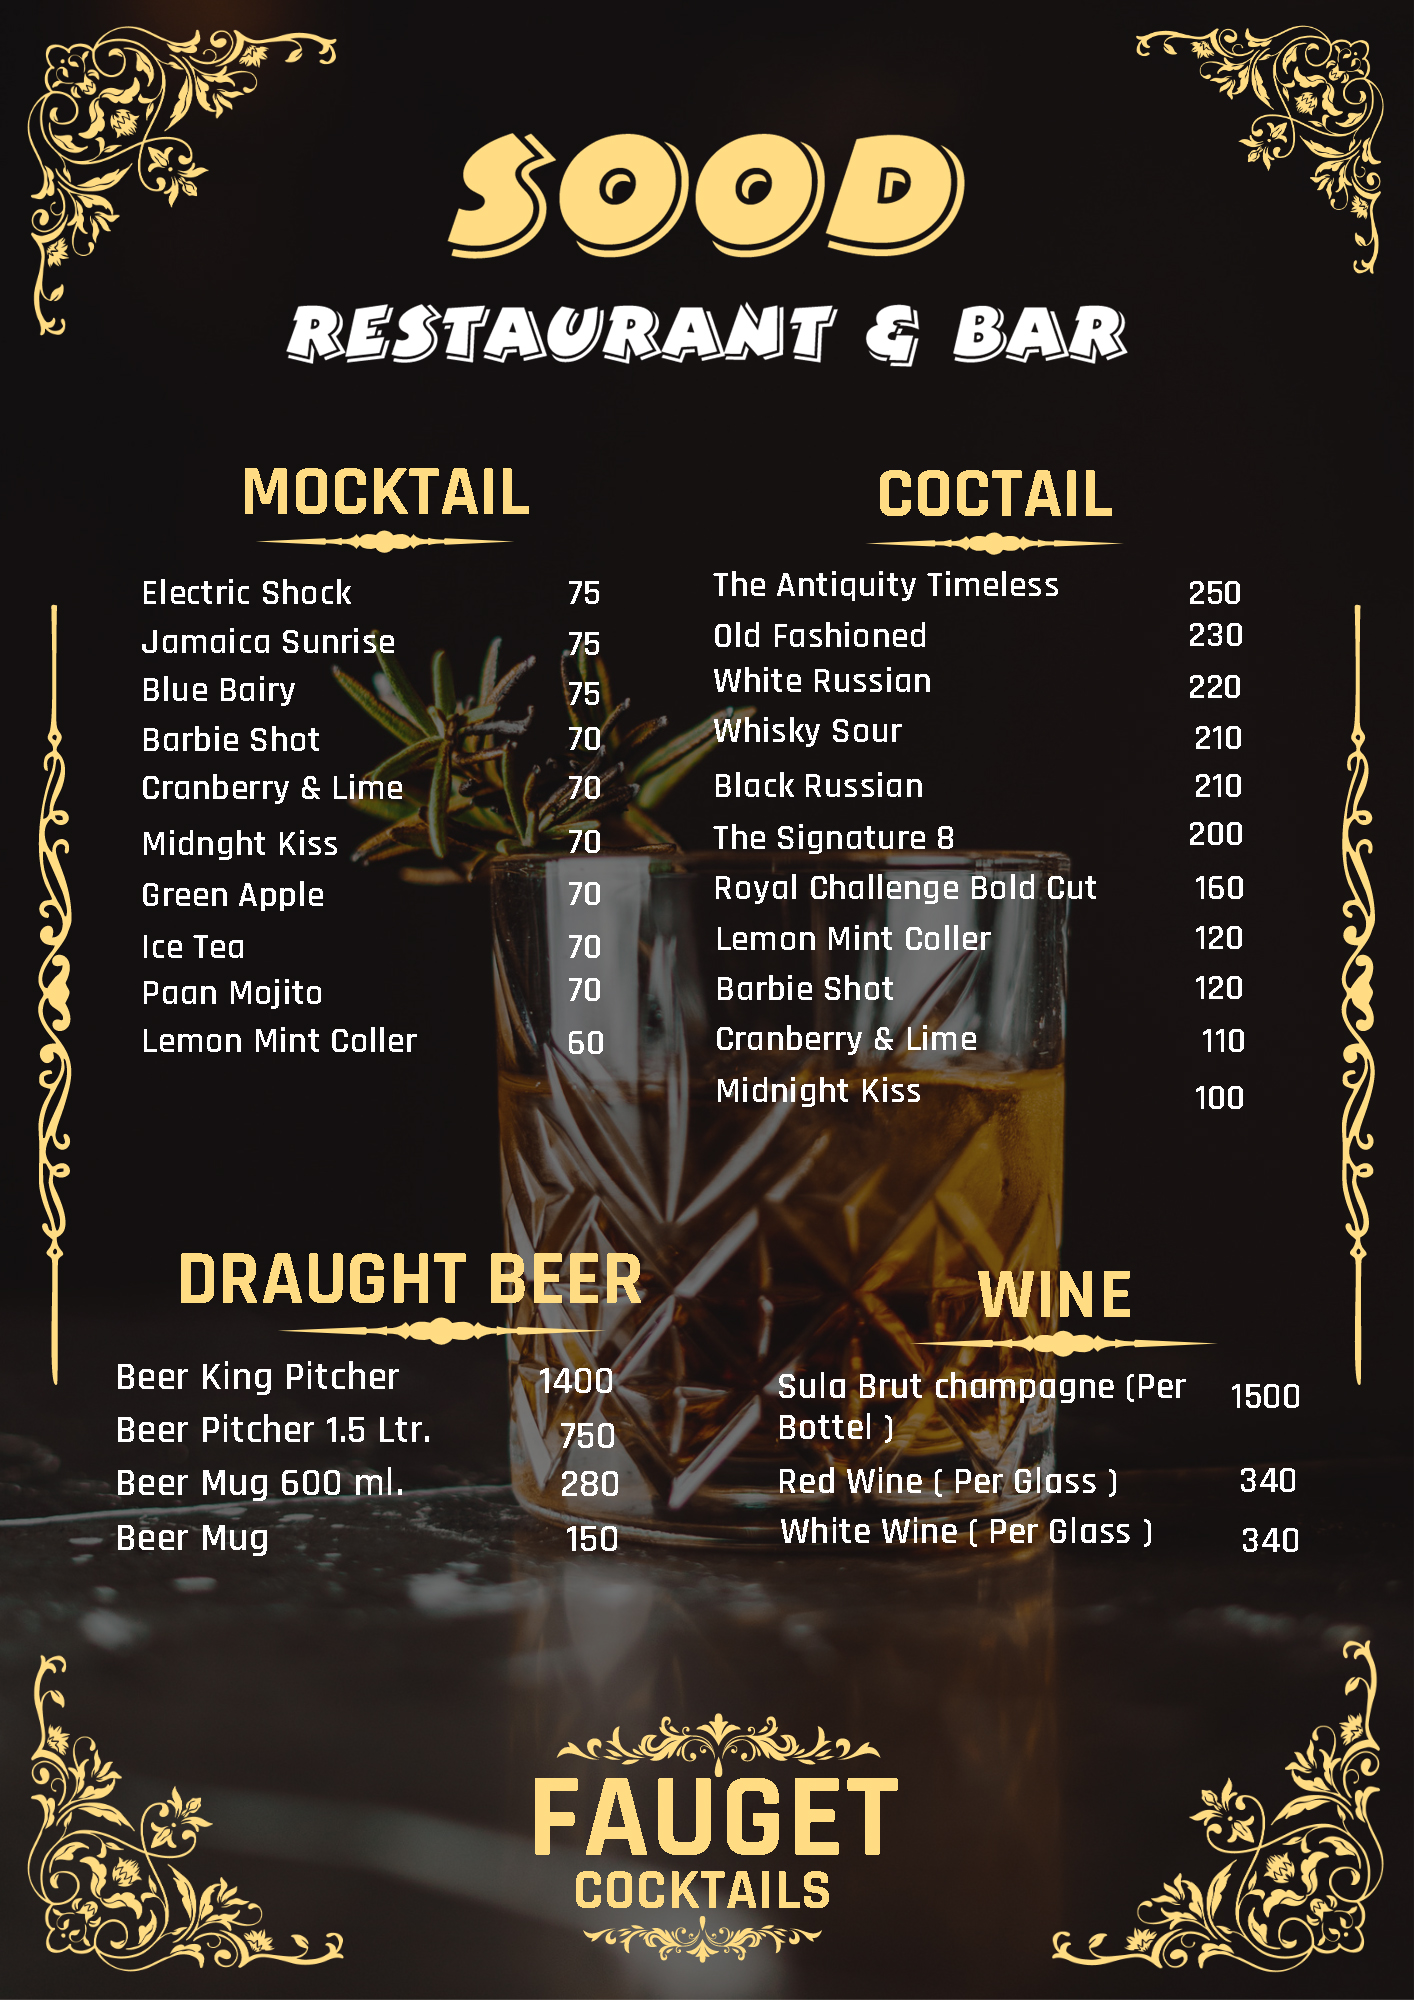 SOOD
RESTAURANT & BAR
MOCKTAIL
Electric Shock 75
Jamaica Sunrise 75
Blue Bairy 75
Barbie Shot 70
Cranberry & Lime 70
Midnght Kiss 70
Green Apple 70
Ice Tea 70
Paan Mojito 70
Lemon Mint Coller 60
COCTAIL
The Antiquity Timeless 250
Old Fashioned 230
White Russian 220
Whisky Sour 210
Black Russian 210
The Signature 8 200
Royal Challenge Bold Cut 160
Lemon Mint Coller 120
Barbie Shot 120
Cranberry & Lime 110
Midnight Kiss 100
DRAUGHT BEER
Beer King Pitcher 1400
Beer Pitcher 1.5 Ltr. 750
Beer Mug 600 ml. 280
Beer Mug 150
WINE
Sula Brut champagne (Per 1500
Bottel )
Red Wine ( Per Glass ) 340
White Wine ( Per Glass ) 340
FAUGET
COCKTAILS